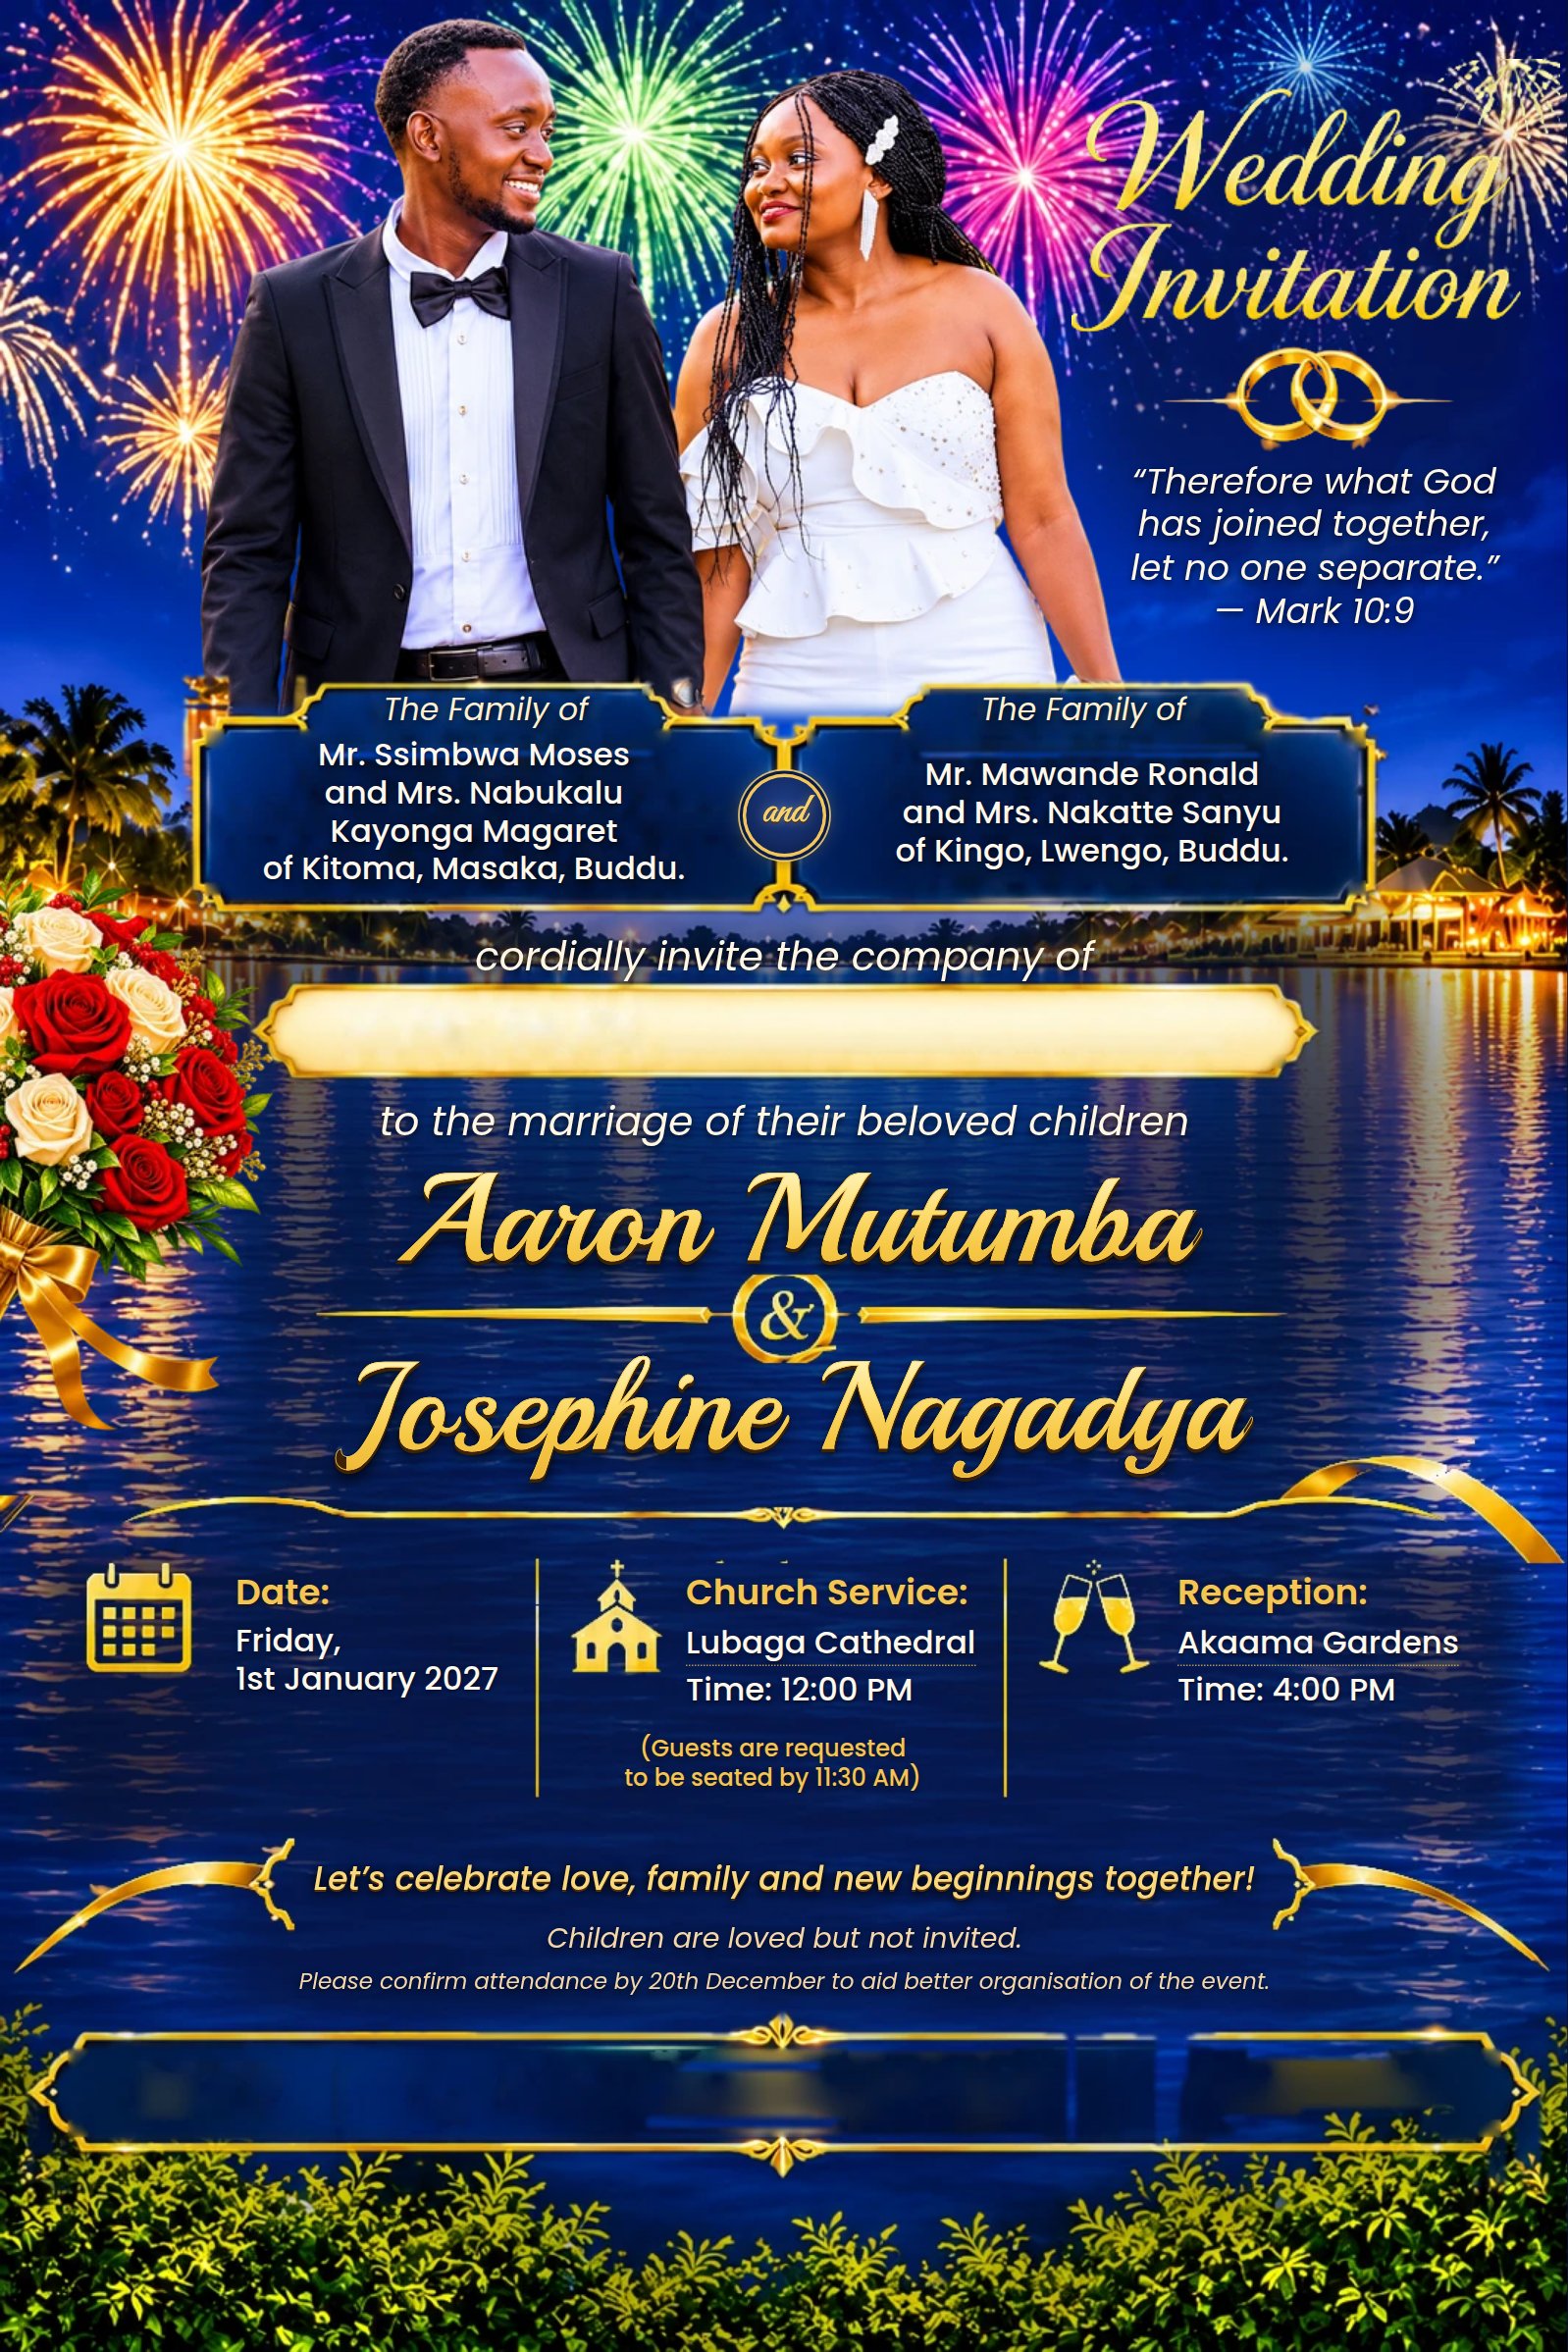 Wedding
Invitation
“Therefore what God
has joined together,
let no one separate.”
— Mark 10:9
The Family of
Mr. Ssimbwa Moses
and Mrs. Nabukalu
Kayonga Magaret
of Kitoma, Masaka, Buddu.
and
The Family of
Mr. Mawande Ronald
and Mrs. Nakatte Sanyu
of Kingo, Lwengo, Buddu.
cordially invite the company of
to the marriage of their beloved children
Aaron Mutumba
&
Josephine Nagadya
Date:
Friday,
1st January 2027
Church Service:
Lubaga Cathedral
Time: 12:00 PM
(Guests are requested
to be seated by 11:30 AM)
Reception:
Akaama Gardens
Time: 4:00 PM
Let’s celebrate love, family and new beginnings together!
Children are loved but not invited.
Please confirm attendance by 20th December to aid better organisation of the event.